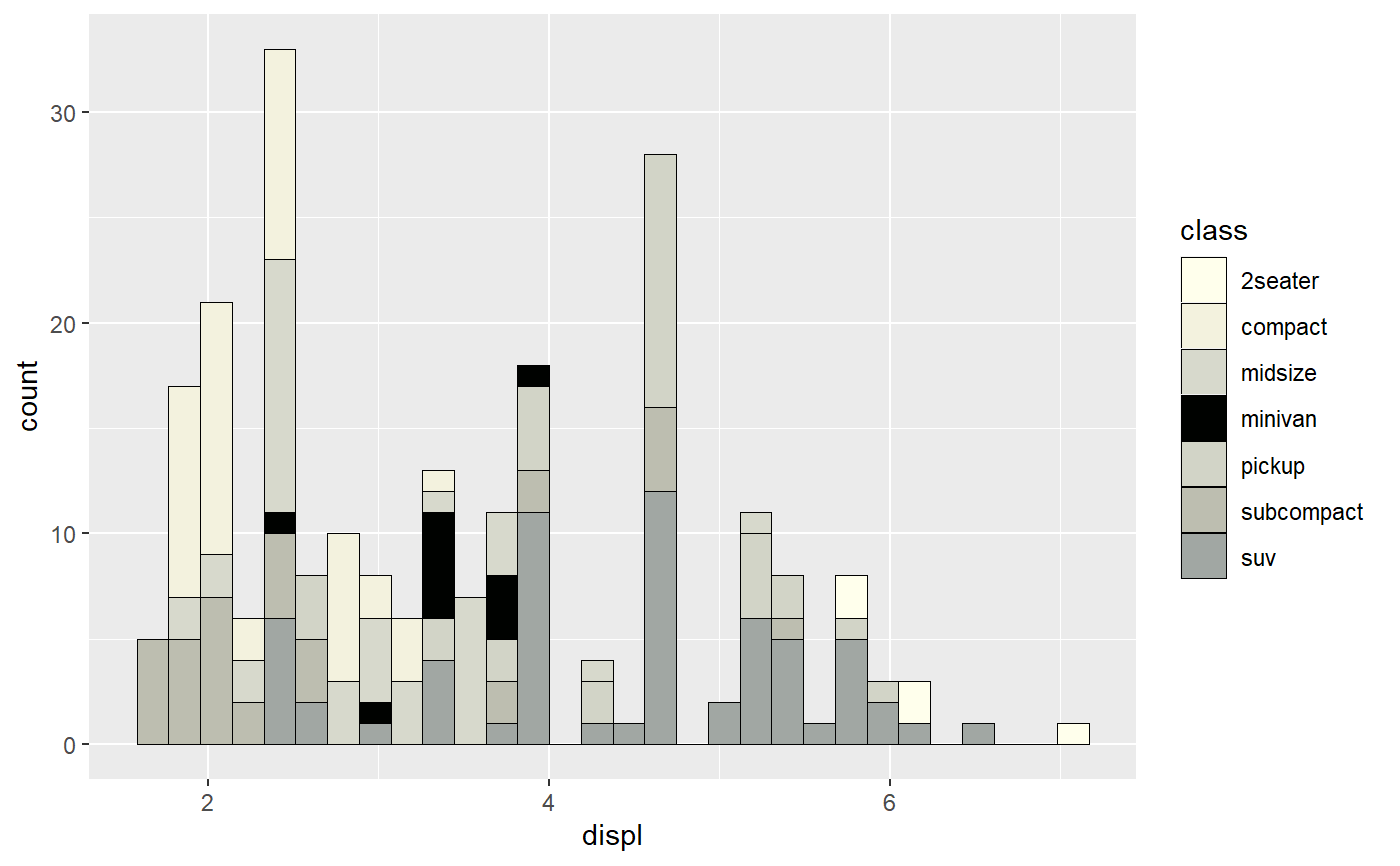 30
20
10
0
count
2 4 6
displ
class
2seater
compact
midsize
minivan
pickup
subcompact
suv